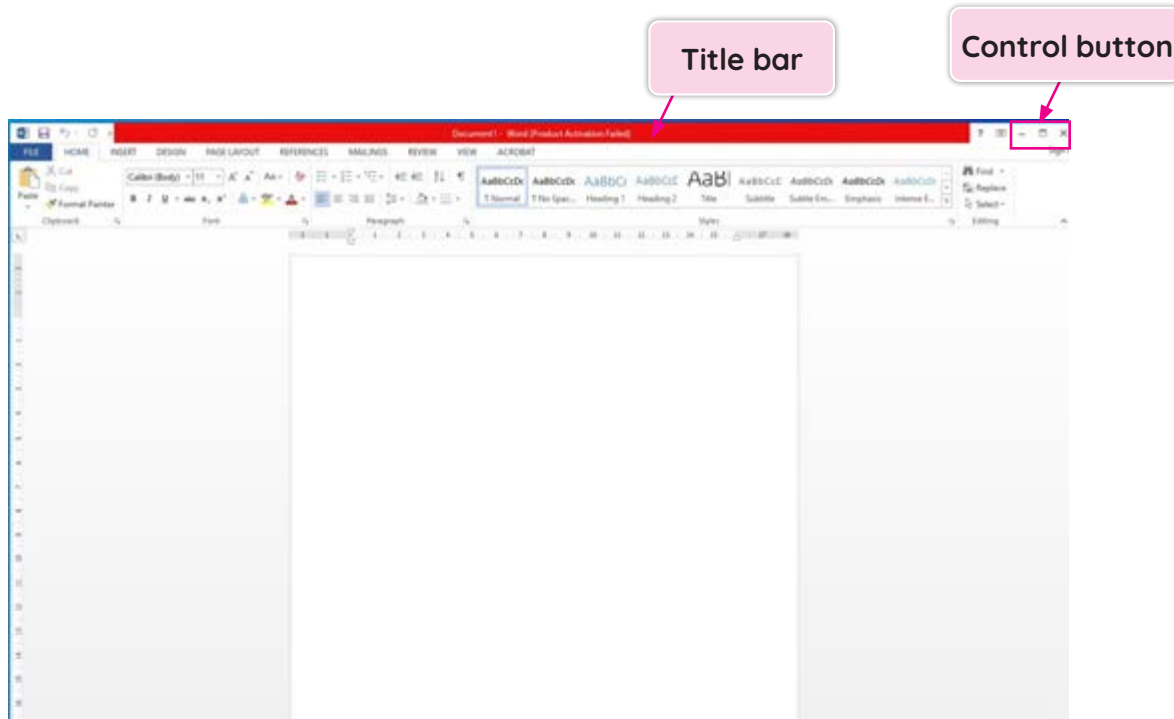 Title bar
Control button
Document1 - Word (Product Activation Failed)
FILE HOME INSERT DESIGN PAGE LAYOUT REFERENCES MAILINGS REVIEW VIEW ACROBAT
Cut
Copy
Paste
Format Painter
Calibri (Body) 11
AaBbCcDc AaBbCcDc AaBbCc AaBbCcC AaBl AaBbCcC AaBbCcDc AaBbCcDc AaBbCcDc
¶ Normal ¶ No Spac... Heading 1 Heading 2 Title Subtitle Subtle Em... Emphasis Intense E...
Find
Replace
Select
Clipboard Font Paragraph Styles Editing